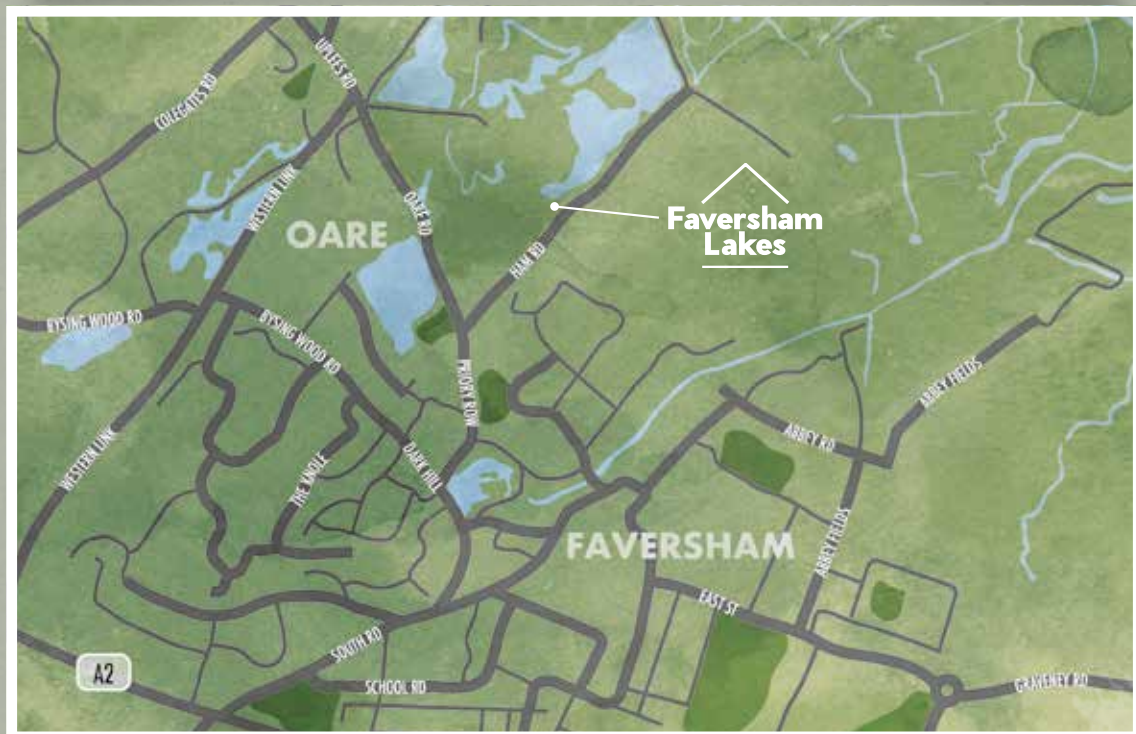 UPLEES RD
COLEGATES RD
WESTERN LINK
OARE RD
OARE
Faversham
Lakes
HAM RD
BYSING WOOD RD
BYSING WOOD RD
PRIORY ROW
ABBEY FIELDS
ABBEY RD
WESTERN LINK
THE KNOLE
DARK HILL
FAVERSHAM
ABBEY FIELDS
EAST ST
SOUTH RD
A2
SCHOOL RD
GRAVENEY RD